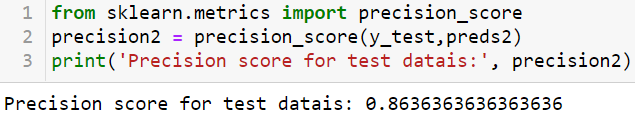 1 from sklearn.metrics import precision_score
2 precision2 = precision_score(y_test,preds2)
3 print('Precision score for test datais:', precision2)
Precision score for test datais: 0.8636363636363636